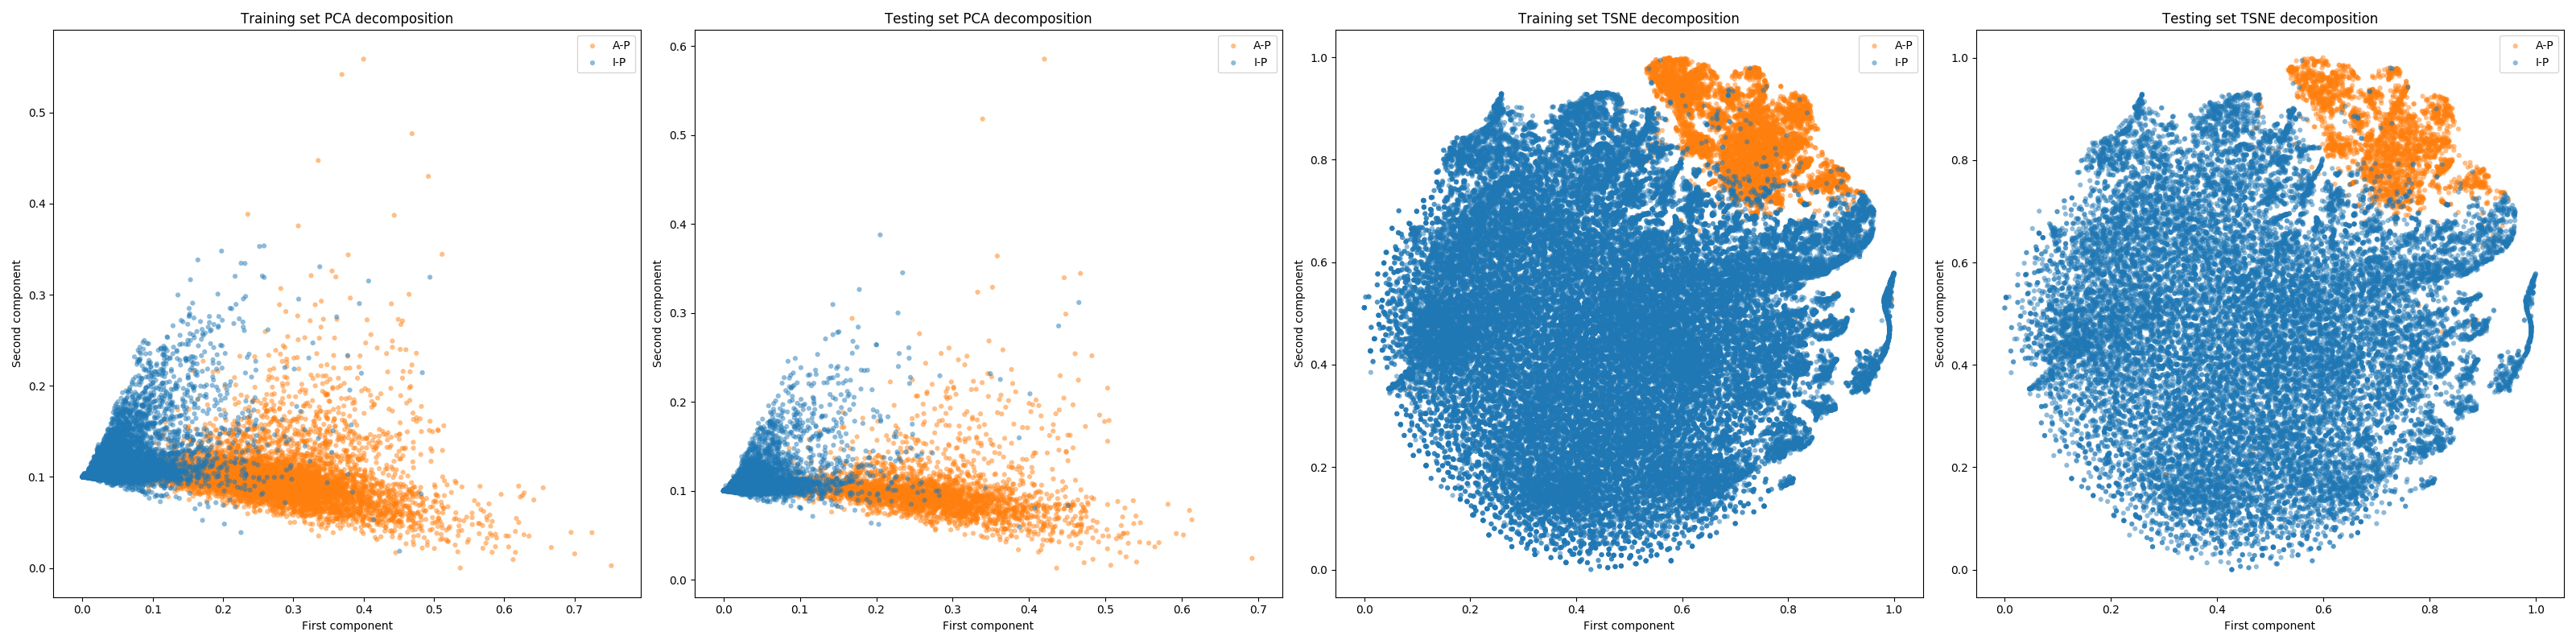 Training set PCA decomposition
A-P
I-P
Second component
0.5
0.4
0.3
0.2
0.1
0.0
0.0 0.1 0.2 0.3 0.4 0.5 0.6 0.7
First component
Testing set PCA decomposition
A-P
I-P
Second component
0.6
0.5
0.4
0.3
0.2
0.1
0.0
0.0 0.1 0.2 0.3 0.4 0.5 0.6 0.7
First component
Training set TSNE decomposition
A-P
I-P
Second component
1.0
0.8
0.6
0.4
0.2
0.0
0.0 0.2 0.4 0.6 0.8 1.0
First component
Testing set TSNE decomposition
A-P
I-P
Second component
1.0
0.8
0.6
0.4
0.2
0.0
0.0 0.2 0.4 0.6 0.8 1.0
First component